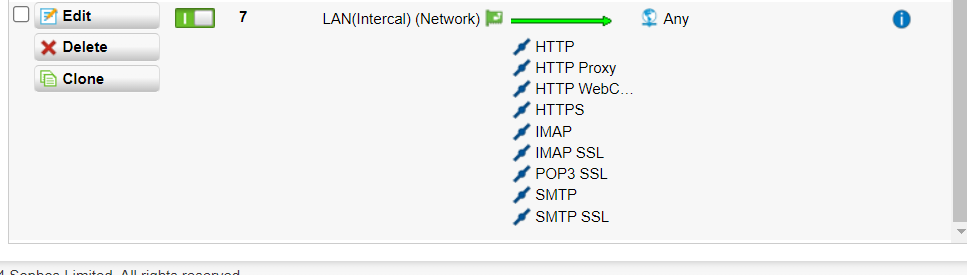 Edit 7 LAN(Intercal) (Network) Any
HTTP
Delete
HTTP Proxy
Clone
HTTP WebC...
HTTPS
IMAP
IMAP SSL
POP3 SSL
SMTP
SMTP SSL
4 Sophos Limited. All rights reserved.